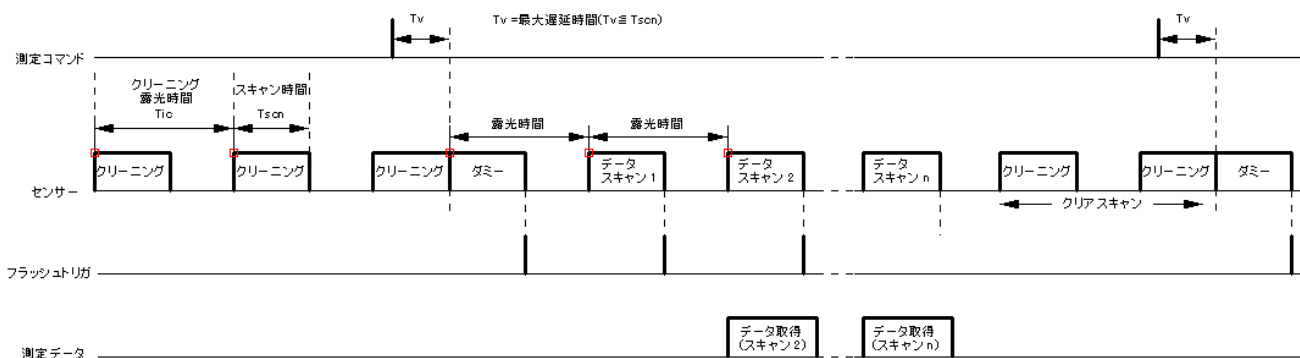 Tv
Tv =最大遅延時間(Tv≦Tscn)
Tv
測定コマンド
クリーニング
露光時間
Tic
スキャン時間
Tscn
露光時間
露光時間
センサー
クリーニング
クリーニング
クリーニング
ダミー
データ
スキャン1
データ
スキャン2
データ
スキャンn
クリーニング
クリーニング
ダミー
クリアスキャン
フラッシュトリガ
測定データ
データ取得
(スキャン2)
データ取得
(スキャンn)